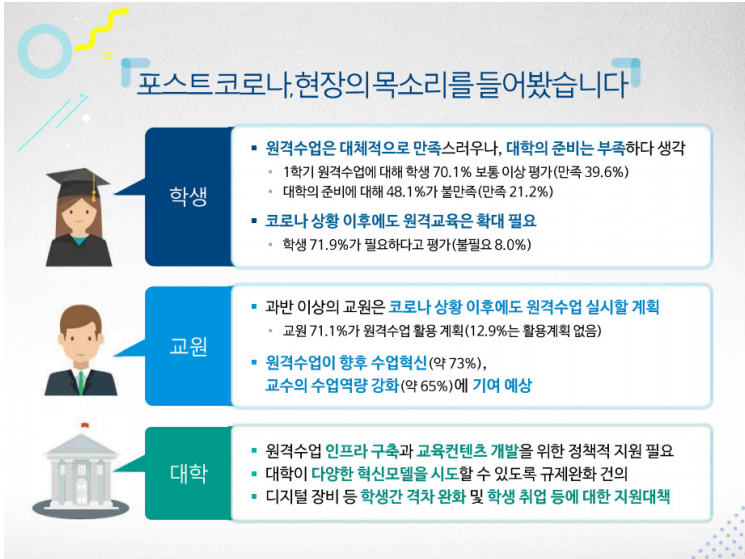 포스트 코로나, 현장의 목소리를 들어봤습니다
학생
▪ 원격수업은 대체적으로 만족스러우나, 대학의 준비는 부족하다 생각
• 1학기 원격수업에 대해 학생 70.1% 보통 이상 평가(만족 39.6%)
• 대학의 준비에 대해 48.1%가 불만족(만족 21.2%)
▪ 코로나 상황 이후에도 원격교육은 확대 필요
• 학생 71.9%가 필요하다고 평가(불필요 8.0%)
교원
▪ 과반 이상의 교원은 코로나 상황 이후에도 원격수업 실시할 계획
• 교원 71.1%가 원격수업 활용 계획(12.9%는 활용계획 없음)
▪ 원격수업이 향후 수업혁신(약 73%),
교수의 수업역량 강화(약 65%)에 기여 예상
대학
▪ 원격수업 인프라 구축과 교육컨텐츠 개발을 위한 정책적 지원 필요
▪ 대학이 다양한 혁신모델을 시도할 수 있도록 규제완화 건의
▪ 디지털 장비 등 학생간 격차 완화 및 학생 취업 등에 대한 지원대책